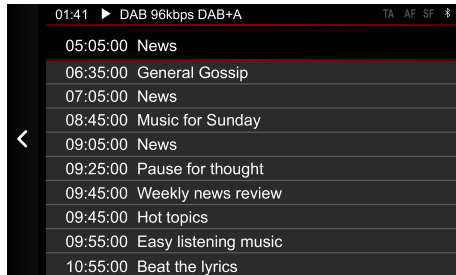 01:41 ▶ DAB 96kbps DAB+A TA AF SF
05:05:00 News
06:35:00 General Gossip
07:05:00 News
08:45:00 Music for Sunday
09:05:00 News
09:25:00 Pause for thought
09:45:00 Weekly news review
09:45:00 Hot topics
09:55:00 Easy listening music
10:55:00 Beat the lyrics